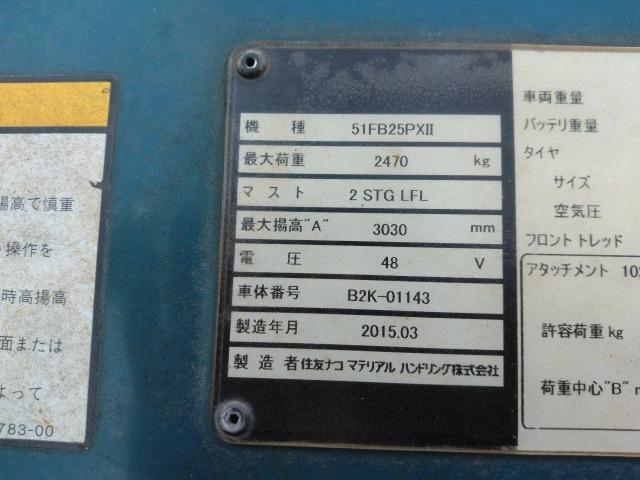 揚高で慎重
操作を
時高揚高
面または
よって
783-00
機 種 51FB25PXII
最大荷重 2470 kg
マスト 2 STG LFL
最大揚高"A" 3030 mm
電 圧 48 V
車体番号 B2K-01143
製造年月 2015.03
製 造 者 住友ナコ マテリアル ハンドリング株式会社
車両重量
バッテリ重量
タイヤ
サイズ
空気圧
フロントトレッド
アタッチメント 102
許容荷重 kg
荷重中心"B" m